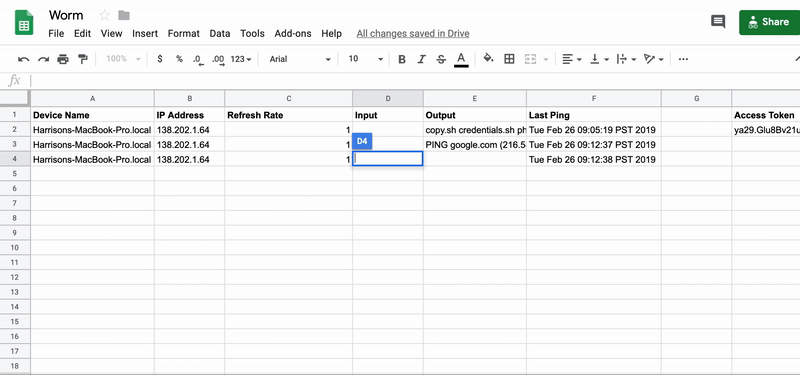 Worm
File Edit View Insert Format Data Tools Add-ons Help All changes saved in Drive
Share
100% $ % .0 .00 123 Arial 10 B I S A
fx
A B C D E F G H
1 Device Name IP Address Refresh Rate Input Output Last Ping Access Token
2 Harrisons-MacBook-Pro.local 138.202.1.64 1 copy.sh credentials.sh ph Tue Feb 26 09:05:19 PST 2019 ya29.Glu8Bv21u
D4
3 Harrisons-MacBook-Pro.local 138.202.1.64 1 PING google.com (216.5 Tue Feb 26 09:12:37 PST 2019
4 Harrisons-MacBook-Pro.local 138.202.1.64 1 Tue Feb 26 09:12:38 PST 2019
5
6
7
8
9
10
11
12
13
14
15
16
17
18